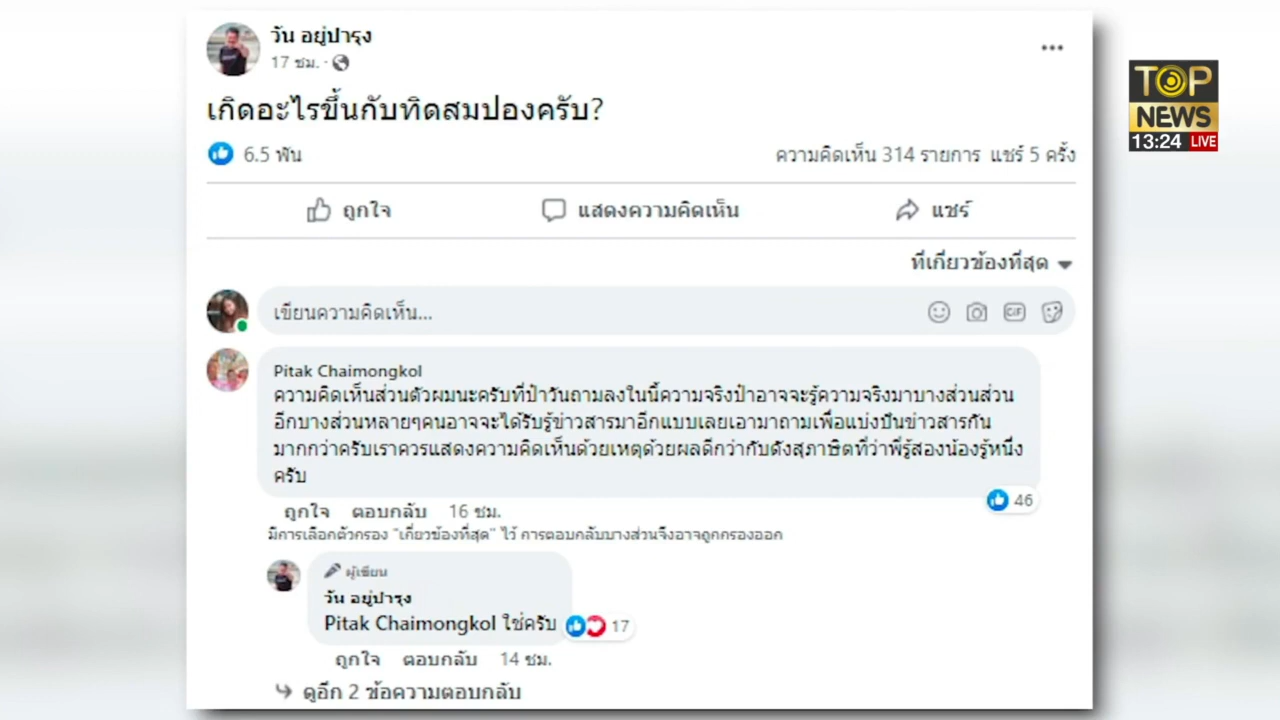 วัน อยู่บำรุง
17 ชม.
เกิดอะไรขึ้นกับทิดสมปองครับ?
6.5 พัน
ความคิดเห็น 314 รายการ แชร์ 5 ครั้ง
ถูกใจ
แสดงความคิดเห็น
แชร์
ที่เกี่ยวข้องที่สุด
เขียนความคิดเห็น...
GIF
Pitak Chaimongkol
ความคิดเห็นส่วนตัวผมนะครับที่ป๋าวันถามลงในนี้ความจริงป๋าอาจจะรู้ความจริงมาบางส่วนส่วน
อีกบางส่วนหลายๆคนอาจจะได้รับรู้ข่าวสารมาอีกแบบเลยเอามาถามเพื่อแบ่งปันข่าวสารกัน
มากกว่าครับเราควรแสดงความคิดเห็นด้วยเหตุด้วยผลดีกว่ากับดังสุภาษิตที่ว่าพี่รู้สองน้องรู้หนึ่ง
ครับ
46
ถูกใจ ตอบกลับ 16 ชม.
มีการเลือกตัวกรอง "เกี่ยวข้องที่สุด" ไว้ การตอบกลับบางส่วนจึงอาจถูกกรองออก
ผู้เขียน
วัน อยู่บำรุง
Pitak Chaimongkol ใช่ครับ
17
ถูกใจ ตอบกลับ 14 ชม.
ดูอีก 2 ข้อความตอบกลับ
TOP
NEWS
13:24 LIVE